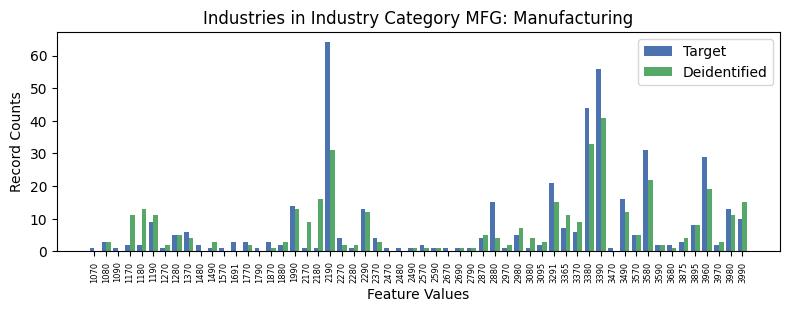 Industries in Industry Category MFG: Manufacturing
Target
Deidentified
Record Counts
60
50
40
30
20
10
0
1070 1080 1090 1170 1180 1190 1270 1280 1370 1480 1490 1570 1691 1770 1790 1870 1880 1990 2170 2180 2190 2270 2280 2290 2370 2470 2480 2490 2570 2590 2670 2690 2790 2870 2880 2970 2980 3080 3095 3291 3365 3370 3380 3390 3470 3490 3570 3580 3590 3680 3875 3895 3960 3970 3980 3990
Feature Values